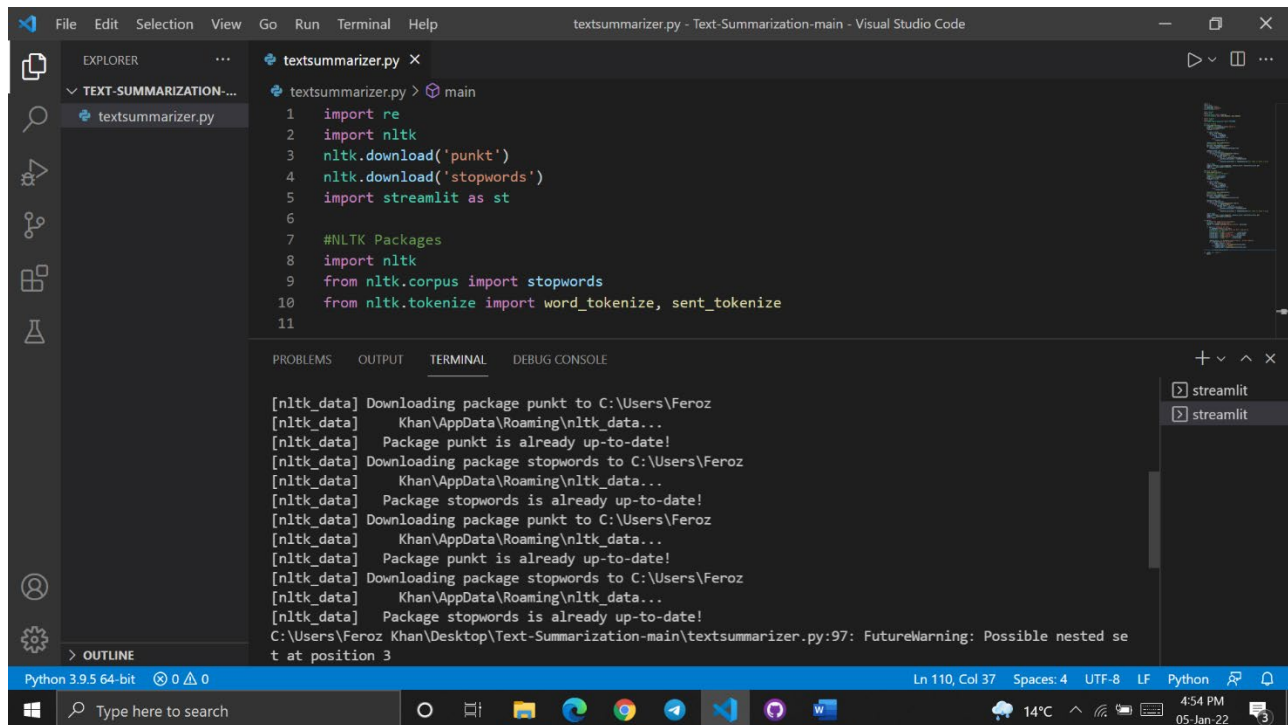 File Edit Selection View Go Run Terminal Help textsummarizer.py - Text-Summarization-main - Visual Studio Code
EXPLORER ...
TEXT-SUMMARIZATION-...
textsummarizer.py
OUTLINE
textsummarizer.py
textsummarizer.py > main
1 import re
2 import nltk
3 nltk.download('punkt')
4 nltk.download('stopwords')
5 import streamlit as st
6
7 #NLTK Packages
8 import nltk
9 from nltk.corpus import stopwords
10 from nltk.tokenize import word_tokenize, sent_tokenize
11
PROBLEMS OUTPUT TERMINAL DEBUG CONSOLE
[nltk_data] Downloading package punkt to C:\Users\Feroz
[nltk_data]     Khan\AppData\Roaming\nltk_data...
[nltk_data]   Package punkt is already up-to-date!
[nltk_data] Downloading package stopwords to C:\Users\Feroz
[nltk_data]     Khan\AppData\Roaming\nltk_data...
[nltk_data]   Package stopwords is already up-to-date!
[nltk_data] Downloading package punkt to C:\Users\Feroz
[nltk_data]     Khan\AppData\Roaming\nltk_data...
[nltk_data]   Package punkt is already up-to-date!
[nltk_data] Downloading package stopwords to C:\Users\Feroz
[nltk_data]     Khan\AppData\Roaming\nltk_data...
[nltk_data]   Package stopwords is already up-to-date!
C:\Users\Feroz Khan\Desktop\Text-Summarization-main\textsummarizer.py:97: FutureWarning: Possible nested se
t at position 3
streamlit
streamlit
Python 3.9.5 64-bit 0 0 Ln 110, Col 37 Spaces: 4 UTF-8 LF Python
Type here to search W 14°C 4:54 PM
05-Jan-22